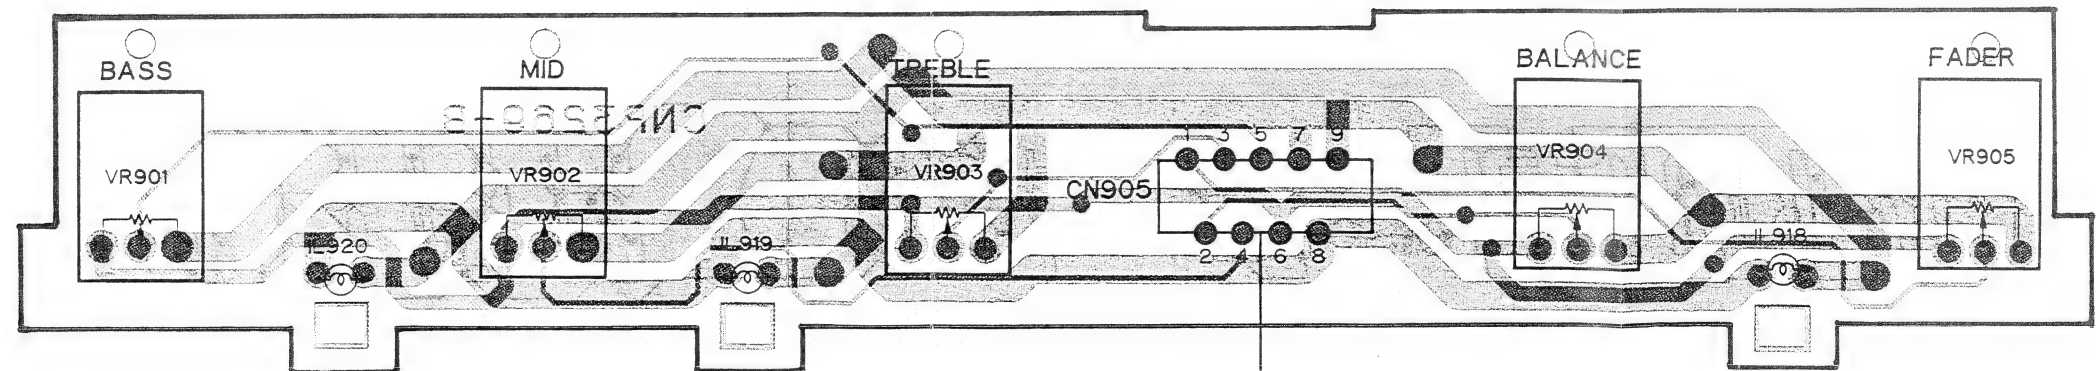 BASS
MID
TREBLE
BALANCE
FADER
CNP3269-B
VR901
VR902
VR903
VR904
VR905
1 3 5 7 9
CN905
2 4 6 8
IL920
IL919
IL918